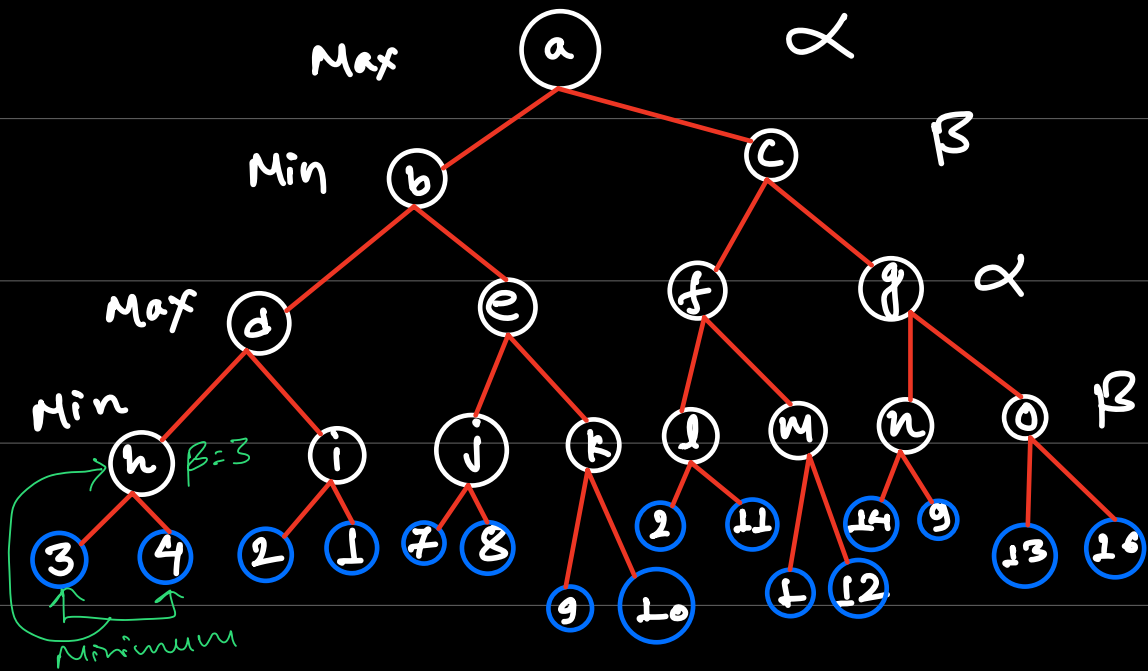 Max a α
Min b c β
Max d e f g α
Min h β=3 i j k l m n o β
3 4 2 1 7 8 2 11 14 9 13 16
9 10 1 12
Minimum